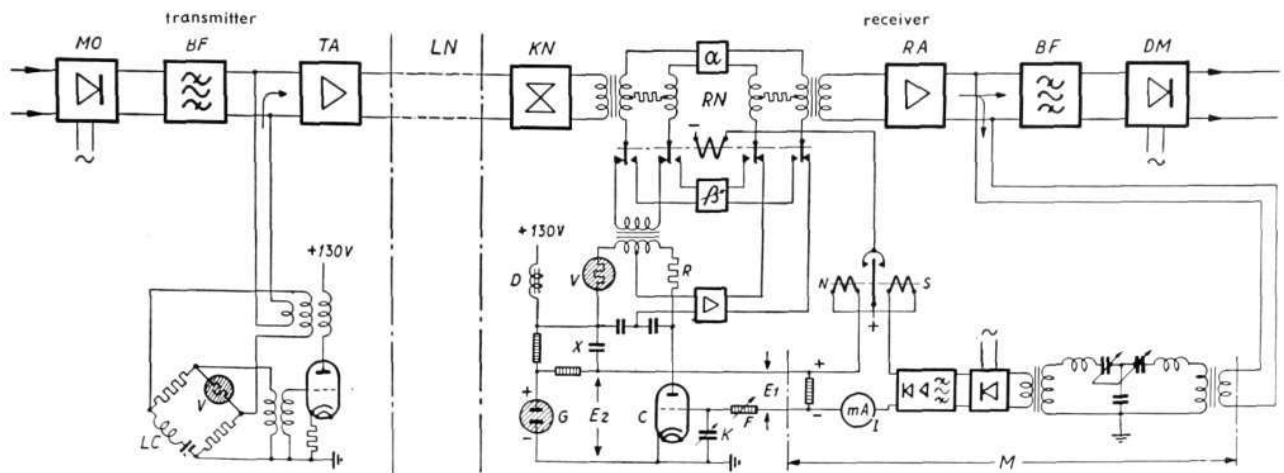 transmitter
receiver
MO BF TA LN KN α RN RA BF DM
~
~
-
β
+130V
+130V
D V R
N S
+
~
X
+
E1
+
V
LC
+
G
-
E2
C
K
F
-
mA
I
M